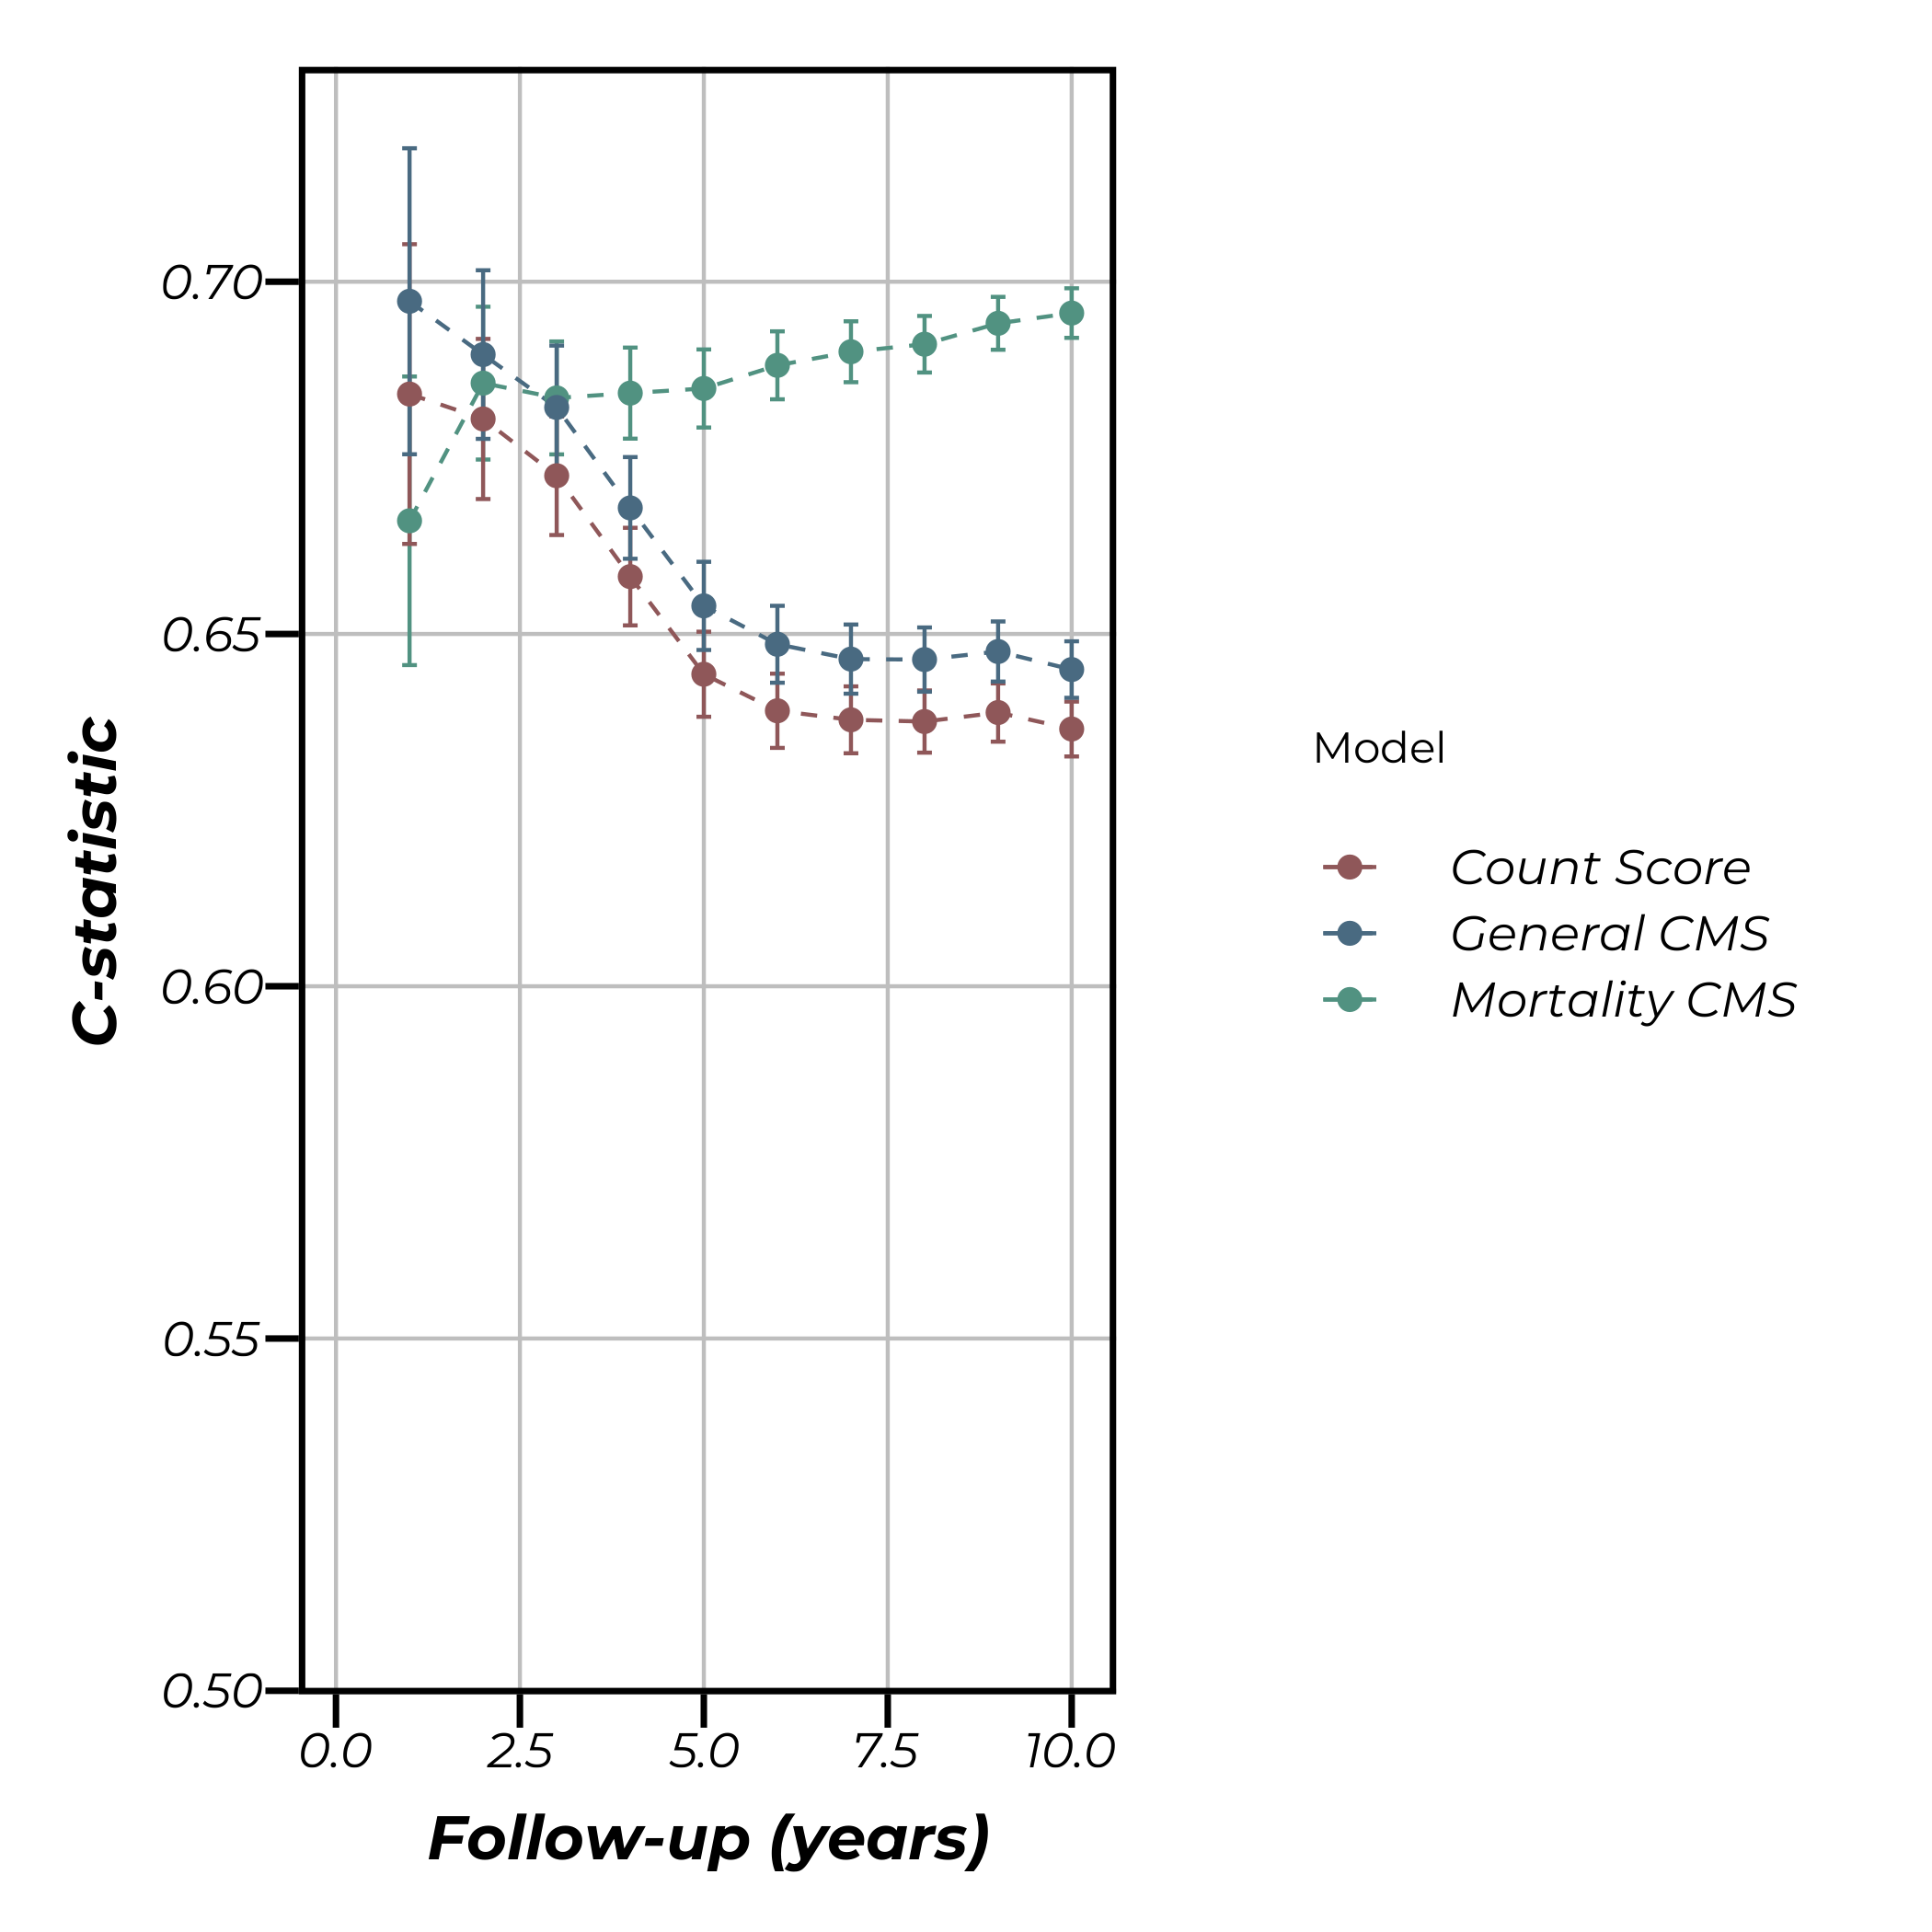 0.70
0.65
0.60
0.55
0.50
C-statistic
0.0 2.5 5.0 7.5 10.0
Follow-up (years)
Model
Count Score
General CMS
Mortality CMS